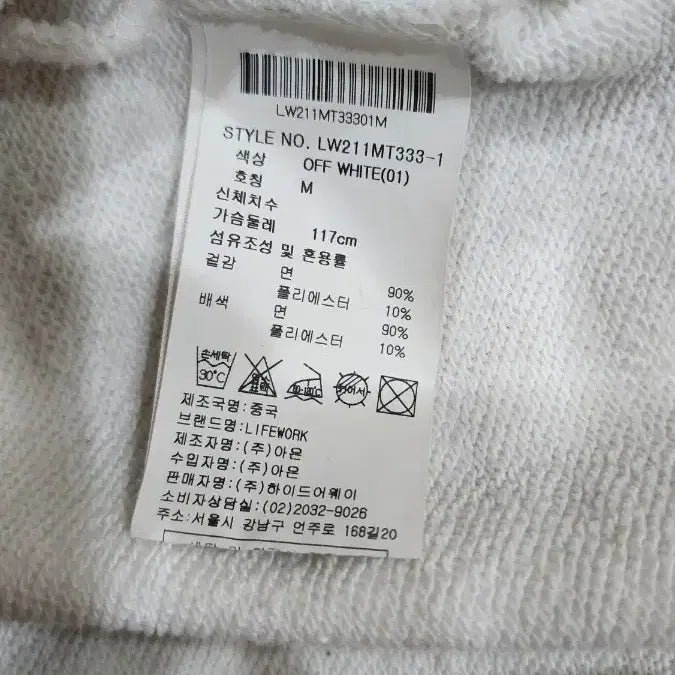 LW211MT33301M
STYLE NO. LW211MT333-1
색상 OFF WHITE(01)
호칭 M
신체치수
가슴둘레 117cm
섬유조성 및 혼용률
겉감 면 90%
폴리에스터 10%
배색 면 90%
폴리에스터 10%
손세탁
30℃
제조국명:중국
브랜드명:LIFEWORK
제조자명:(주)아은
수입자명:(주)아은
판매자명:(주)하이드어웨이
소비자상담실:(02)2032-9026
주소:서울시 강남구 언주로 168길20